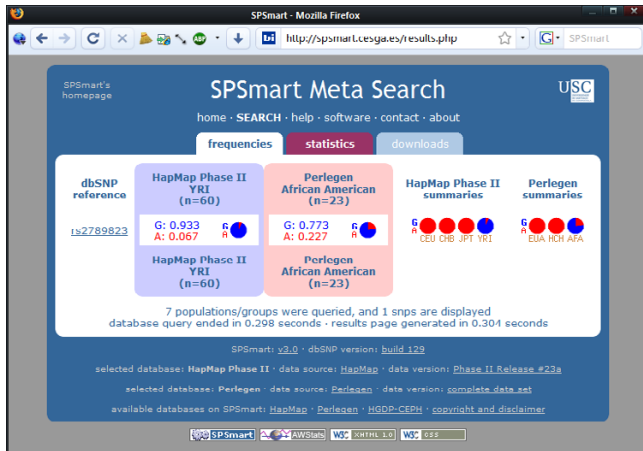 SPSmart - Mozilla Firefox
http://spsmart.cesga.es/results.php
SPSmart
SPSmart's
homepage
SPSmart Meta Search
USC
home · SEARCH · help · software · contact · about
frequencies statistics downloads
dbSNP
reference
HapMap Phase II
YRI
(n=60)
Perlegen
African American
(n=23)
HapMap Phase II
summaries
Perlegen
summaries
rs2789823
G: 0.933
A: 0.067
G
A
G: 0.773
A: 0.227
G
A
G
A
CEU CHB JPT YRI
G
A
EUA HCH AFA
HapMap Phase II
YRI
(n=60)
Perlegen
African American
(n=23)
7 populations/groups were queried, and 1 snps are displayed
database query ended in 0.298 seconds · results page generated in 0.304 seconds
SPSmart: v3.0 · dbSNP version: build 129
selected database: HapMap Phase II · data source: HapMap · data version: Phase II Release #23a
selected database: Perlegen · data source: Perlegen · data version: complete data set
available databases on SPSmart: HapMap · Perlegen · HGDP-CEPH · copyright and disclaimer
SPSmart AWStats W3C XHTML 1.0 W3C CSS